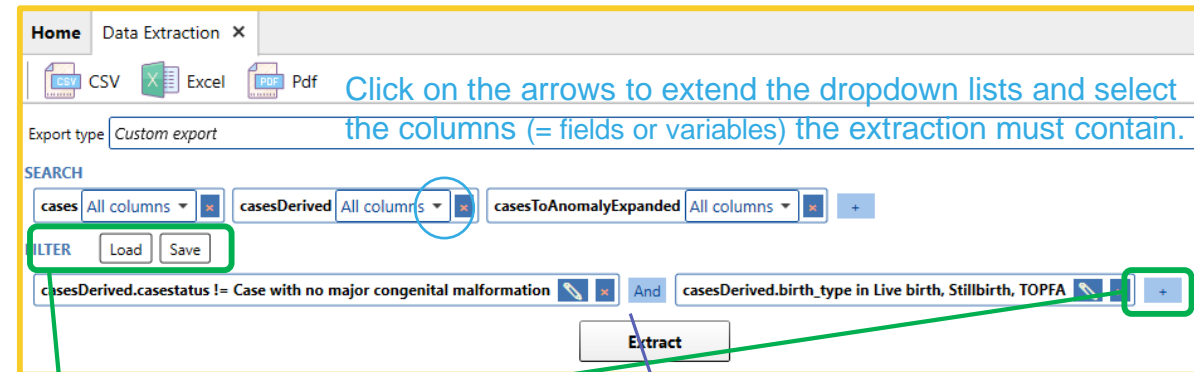 Home Data Extraction ×
CSV CSV Excel PDF Pdf
Click on the arrows to extend the dropdown lists and select
Export type Custom export the columns (= fields or variables) the extraction must contain.
SEARCH
cases All columns × casesDerived All columns × casesToAnomalyExpanded All columns × +
FILTER Load Save
casesDerived.casestatus != Case with no major congenital malformation × And casesDerived.birth_type in Live birth, Stillbirth, TOPFA × +
Extract